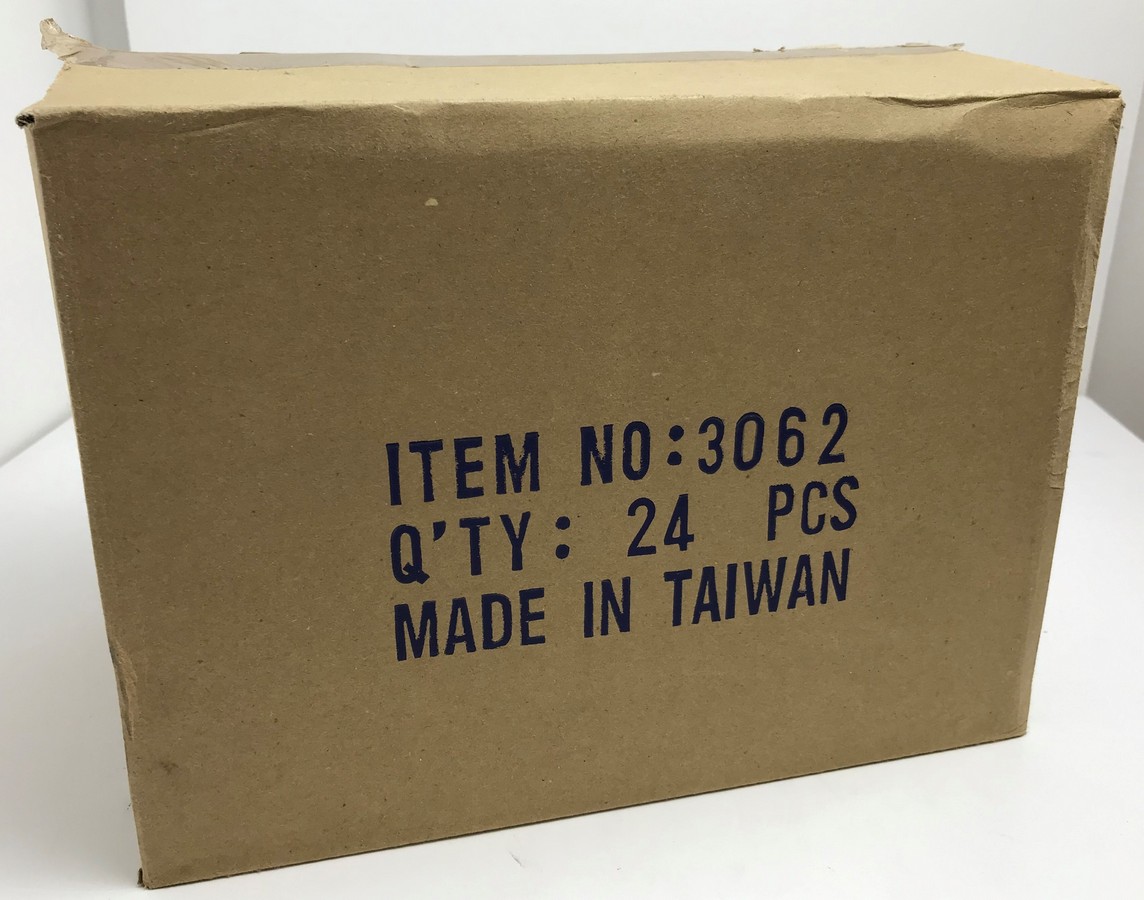 ITEM NO:3062
Q'TY: 24 PCS
MADE IN TAIWAN